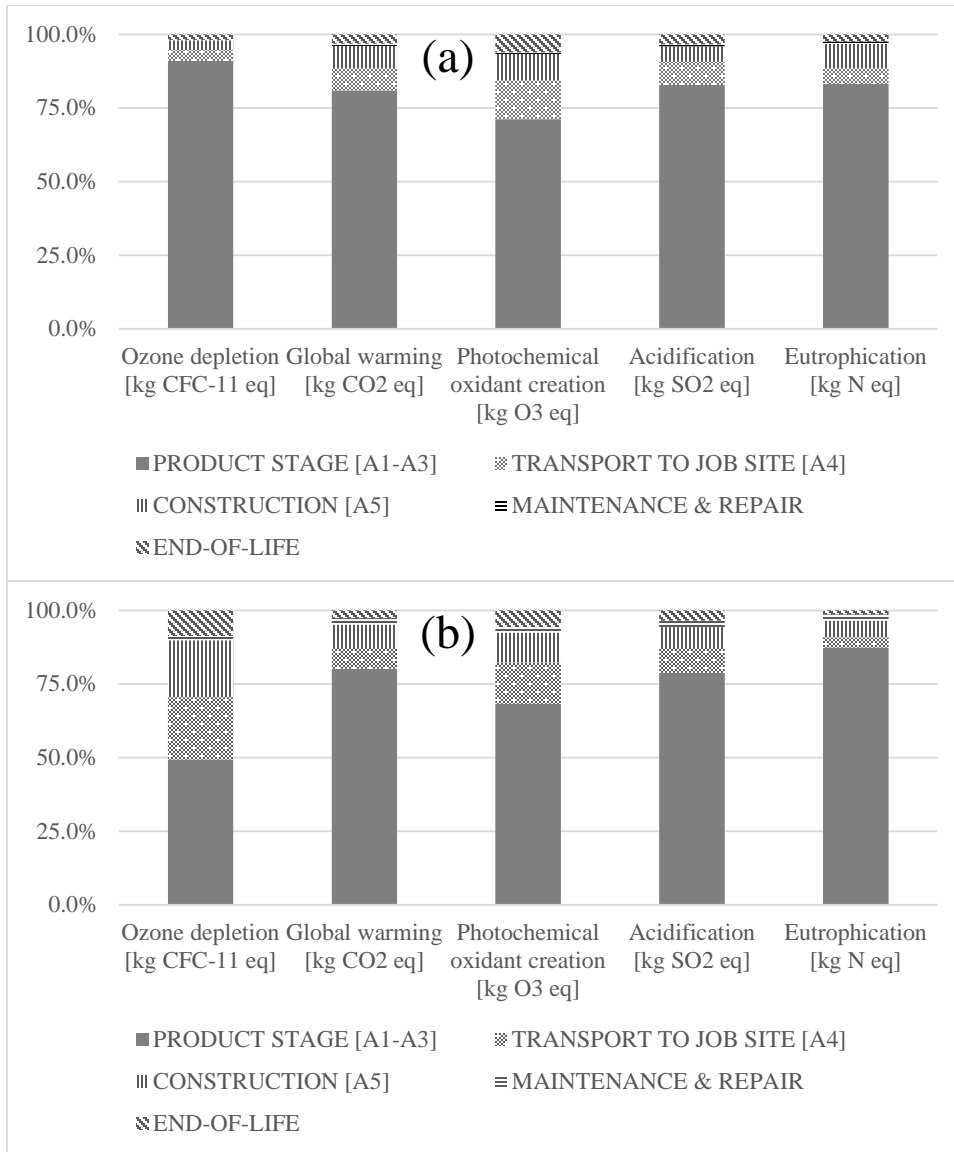 100.0%
(a)
75.0%
50.0%
25.0%
0.0%
Ozone depletion Global warming Photochemical Acidification Eutrophication
[kg CFC-11 eq] [kg CO2 eq] oxidant creation [kg SO2 eq] [kg N eq]
[kg O3 eq]
PRODUCT STAGE [A1-A3] TRANSPORT TO JOB SITE [A4]
CONSTRUCTION [A5] MAINTENANCE & REPAIR
END-OF-LIFE
100.0%
(b)
75.0%
50.0%
25.0%
0.0%
Ozone depletion Global warming Photochemical Acidification Eutrophication
[kg CFC-11 eq] [kg CO2 eq] oxidant creation [kg SO2 eq] [kg N eq]
[kg O3 eq]
PRODUCT STAGE [A1-A3] TRANSPORT TO JOB SITE [A4]
CONSTRUCTION [A5] MAINTENANCE & REPAIR
END-OF-LIFE